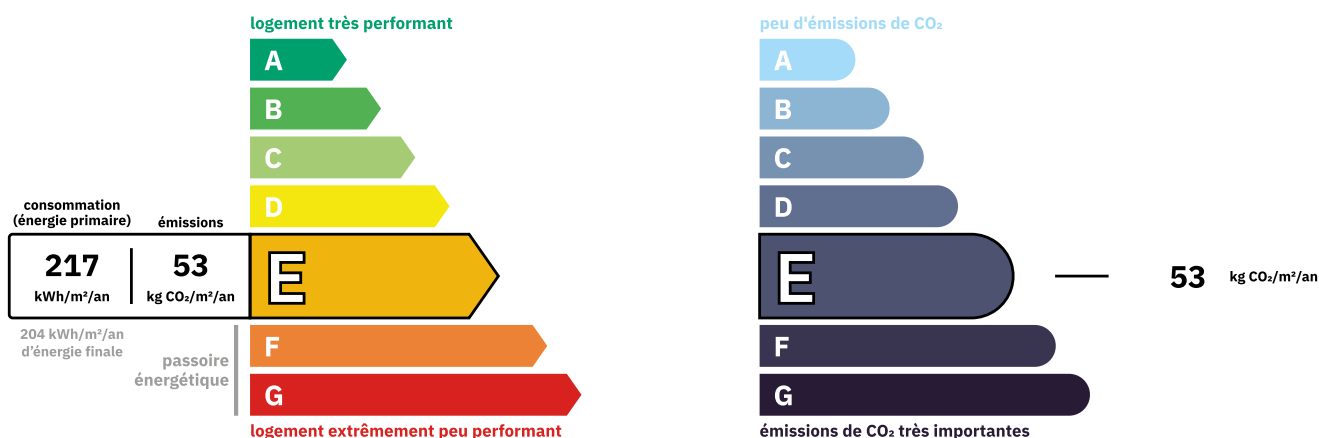 logement très performant
A
B
C
D
consommation
(énergie primaire)
émissions
217
kWh/m²/an
53
kg CO₂/m²/an
E
204 kWh/m²/an
d'énergie finale
passoire
énergétique
F
G
logement extrêmement peu performant
peu d'émissions de CO₂
A
B
C
D
E
53
kg CO₂/m²/an
F
G
émissions de CO₂ très importantes